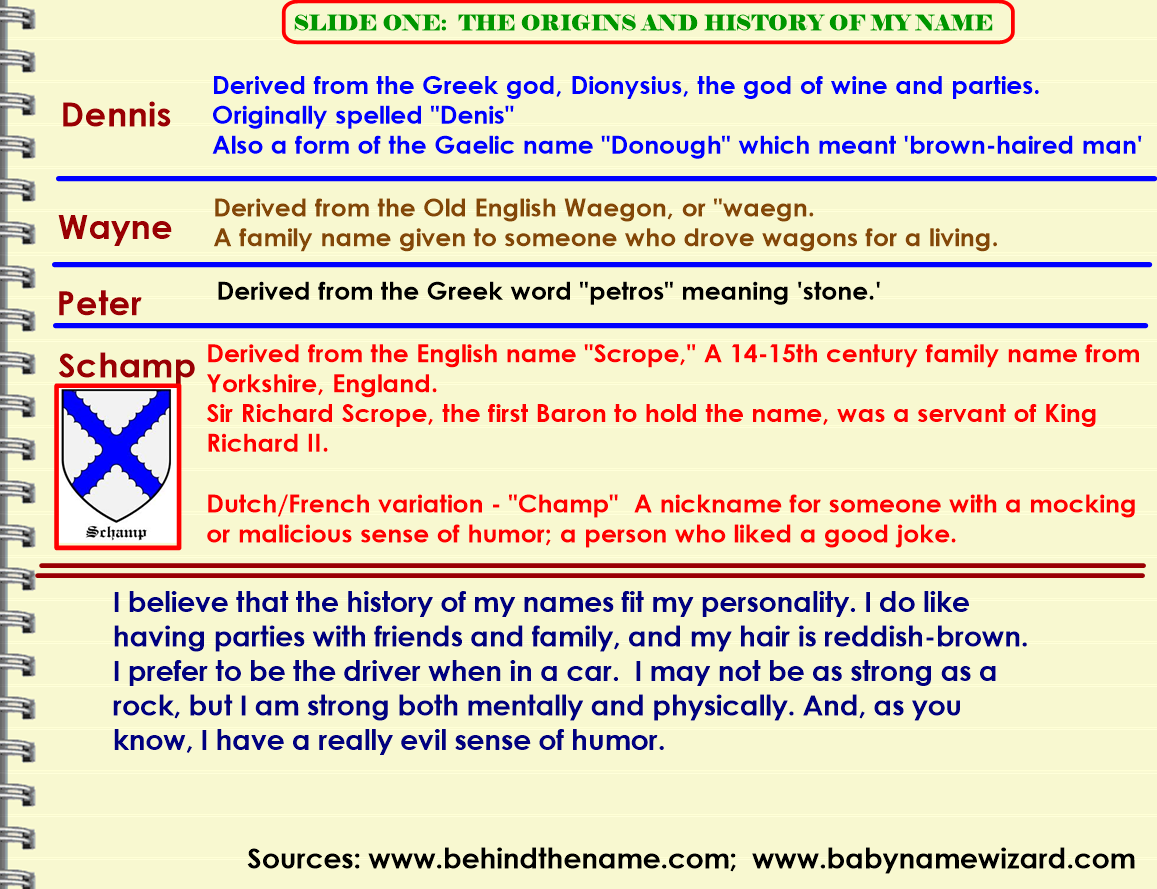 SLIDE ONE:  THE ORIGINS AND HISTORY OF MY NAME
Dennis
Derived from the Greek god, Dionysius, the god of wine and parties.
Originally spelled "Denis"
Also a form of the Gaelic name "Donough" which meant 'brown-haired man'
Wayne
Derived from the Old English Waegon, or "waegn.
A family name given to someone who drove wagons for a living.
Peter
Derived from the Greek word "petros" meaning 'stone.'
Schamp
Derived from the English name "Scrope," A 14-15th century family name from
Yorkshire, England.
Sir Richard Scrope, the first Baron to hold the name, was a servant of King
Richard II.
Dutch/French variation - "Champ"  A nickname for someone with a mocking
or malicious sense of humor; a person who liked a good joke.
Schamp
I believe that the history of my names fit my personality. I do like
having parties with friends and family, and my hair is reddish-brown.
I prefer to be the driver when in a car.  I may not be as strong as a
rock, but I am strong both mentally and physically. And, as you
know, I have a really evil sense of humor.
Sources: www.behindthename.com;  www.babynamewizard.com